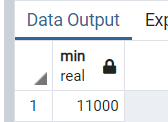 Data Output Exp
min
real
1 11000